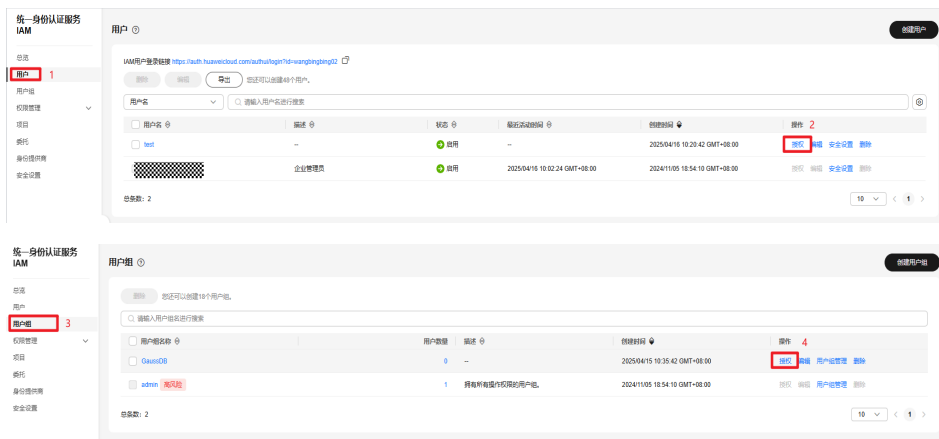 统一身份认证服务
IAM
用户
创建用户
总览
IAM用户登录链接 https://auth.huaweicloud.com/authui/login?id=wangbingbing02
用户 1
删除 编辑 导出 您还可以创建48个用户。
用户组
权限管理
用户名 请输入用户名进行搜索
项目
用户名 描述 状态 最近活动时间 创建时间 操作 2
委托
test -- 启用 -- 2025/04/16 10:20:42 GMT+08:00 授权 编辑 安全设置 删除
身份提供商
安全设置
企业管理员 启用 2025/04/16 10:02:24 GMT+08:00 2024/11/05 18:54:10 GMT+08:00 授权 编辑 安全设置 删除
总条数: 2
10 < 1 >
统一身份认证服务
IAM
用户组
创建用户组
总览
删除 您还可以创建18个用户组。
用户
请输入用户组名进行搜索
用户组 3
权限管理
用户组名称 用户数量 描述 创建时间 操作 4
项目
GaussDB 0 -- 2025/04/15 10:35:42 GMT+08:00 授权 编辑 用户组管理 删除
委托
身份提供商
admin 高风险 1 拥有所有操作权限的用户组。 2024/11/05 18:54:10 GMT+08:00 授权 编辑 用户组管理 删除
安全设置
总条数: 2
10 < 1 >